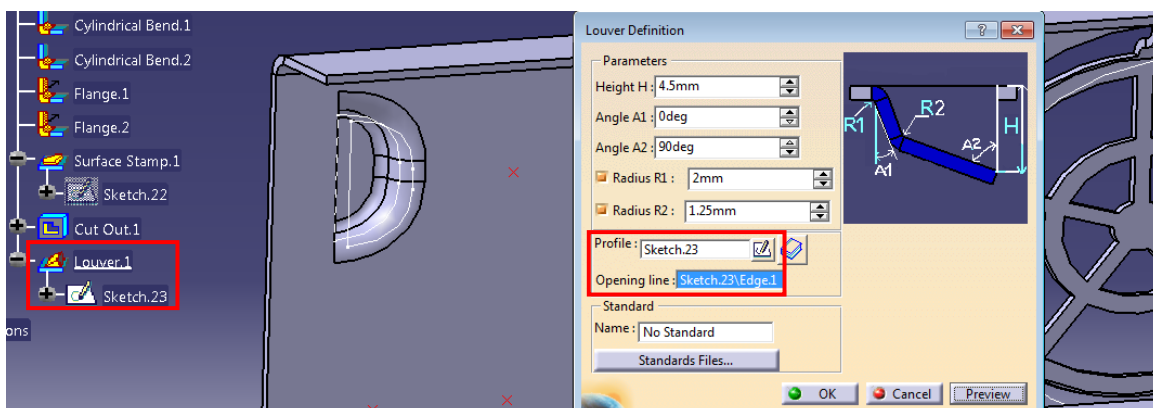 Cylindrical Bend.1
Cylindrical Bend.2
Flange.1
Flange.2
Surface Stamp.1
Sketch.22
Cut Out.1
Louver.1
Sketch.23
ons
Louver Definition
Parameters
Height H : 4.5mm
Angle A1 : 0deg
Angle A2 : 90deg
Radius R1 : 2mm
Radius R2 : 1.25mm
Profile : Sketch.23
Opening line : Sketch.23\Edge.1
Standard
Name : No Standard
Standards Files...
OK Cancel Preview
R1 R2 H
A1 A2